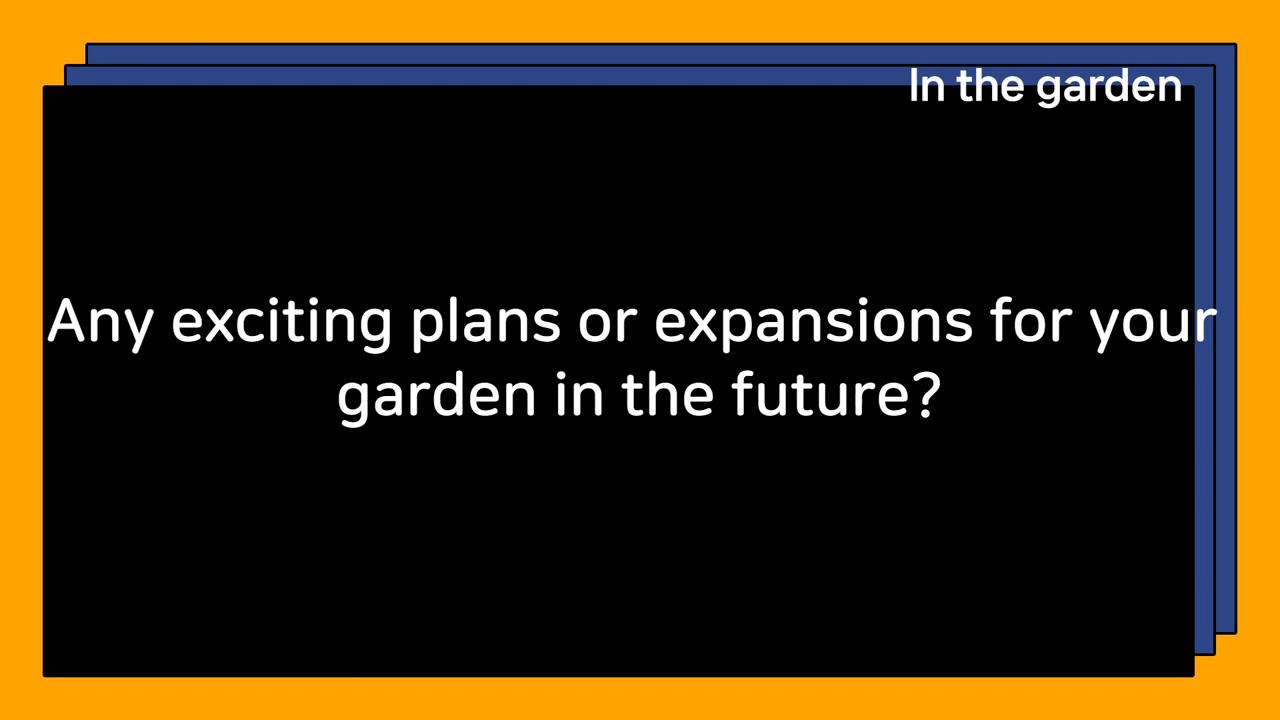 In the garden
Any exciting plans or expansions for your
garden in the future?